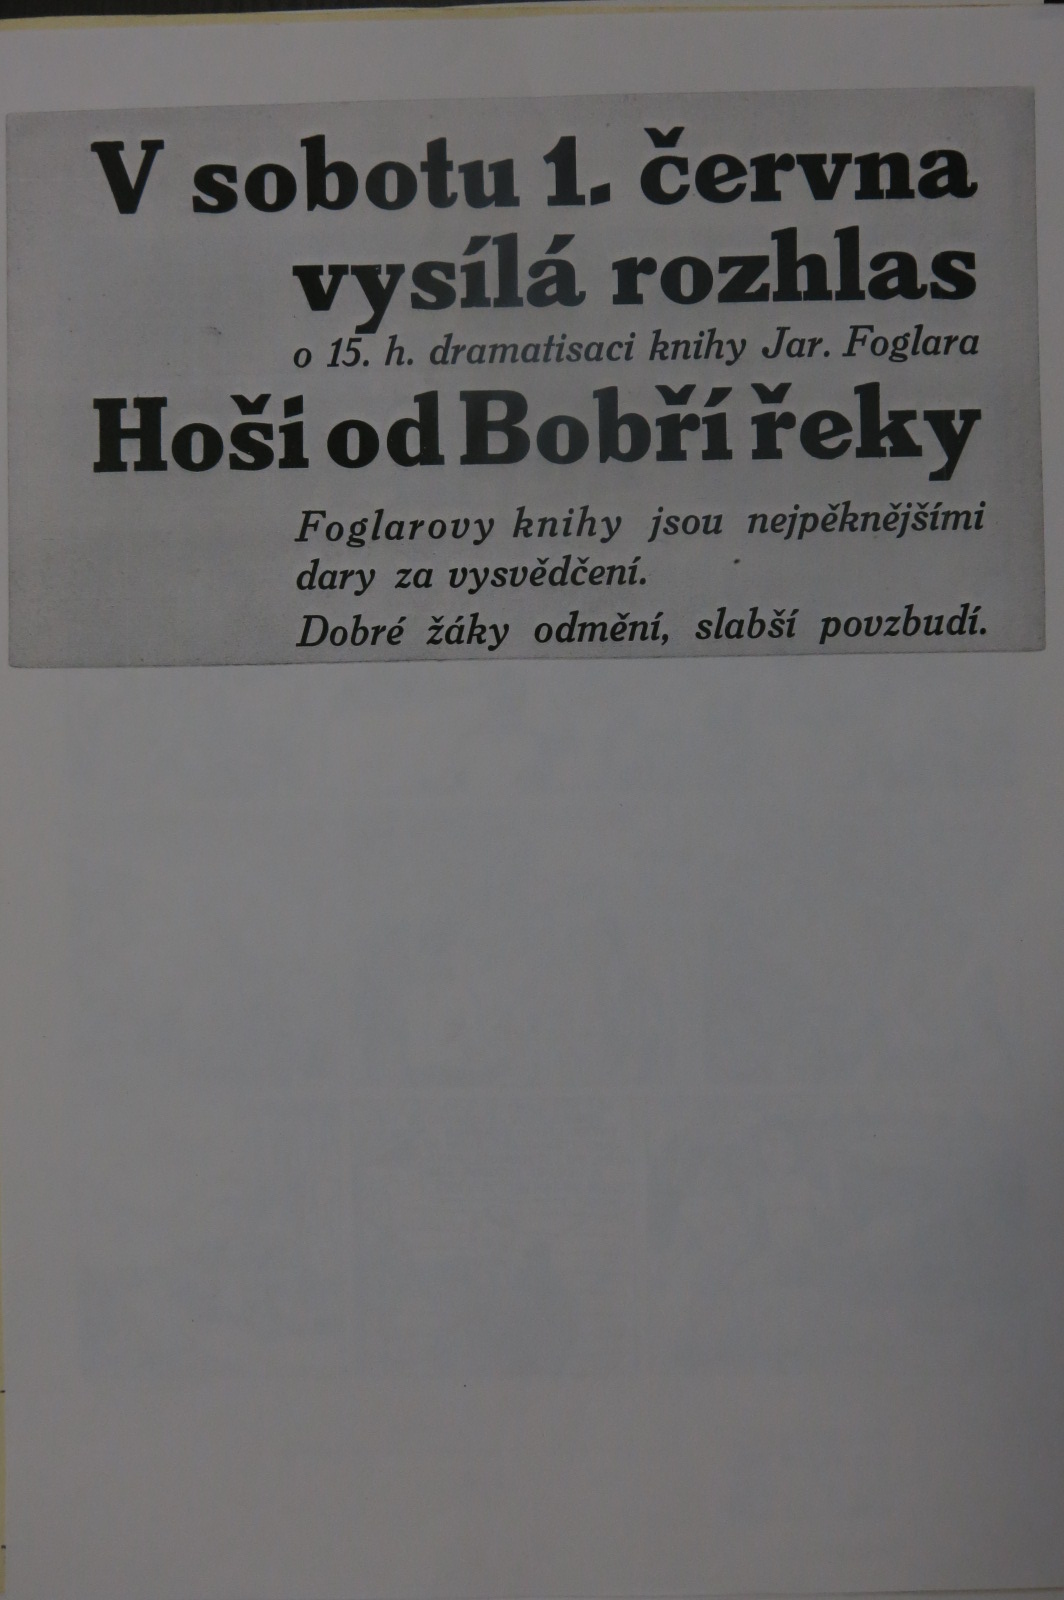 V sobotu 1. června
vysílá rozhlas
o 15. h. dramatisaci knihy Jar. Foglara
Hoši od Bobří řeky
Foglarovy knihy jsou nejpěknějšími
dary za vysvědčení.
Dobré žáky odmění, slabší povzbudí.